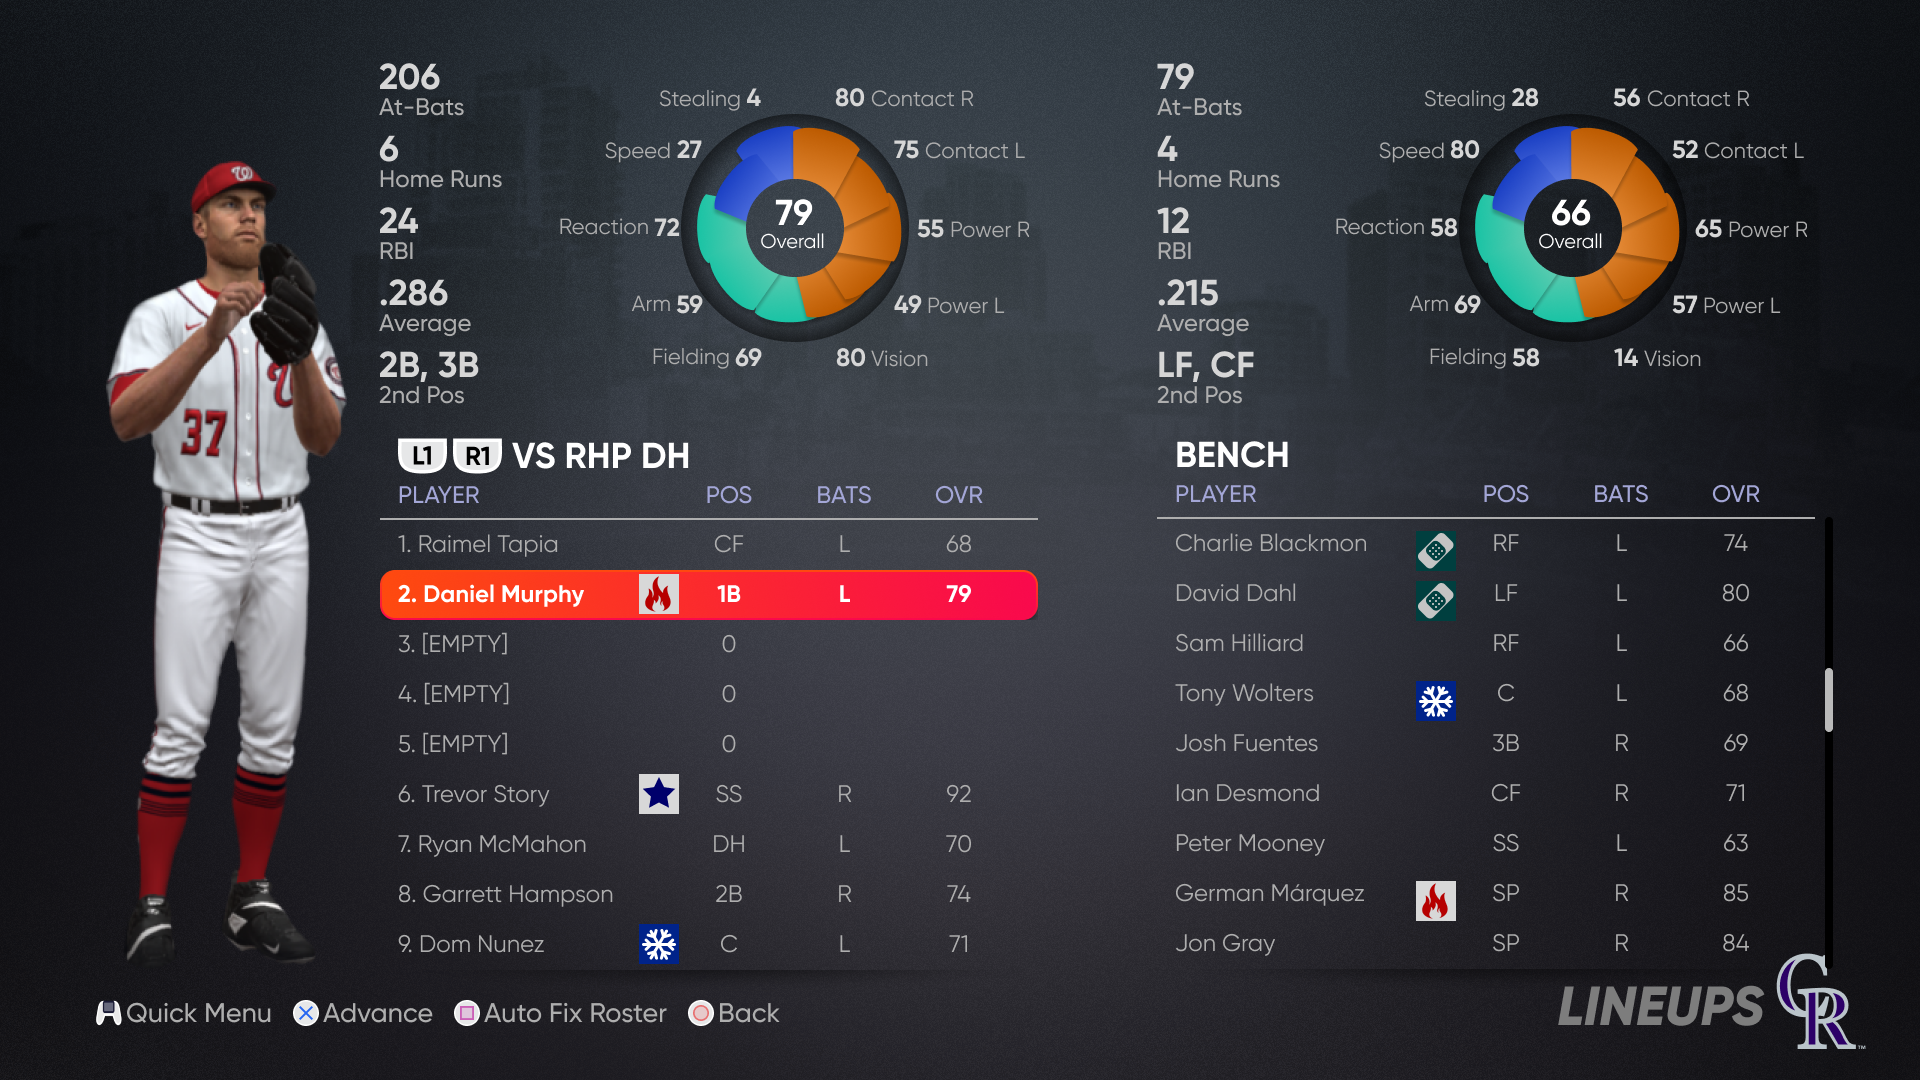 206
At-Bats
6
Home Runs
24
RBI
.286
Average
2B, 3B
2nd Pos
Stealing 4
80 Contact R
Speed 27
75 Contact L
Reaction 72
55 Power R
Arm 59
49 Power L
Fielding 69
80 Vision
79
Overall
79
At-Bats
4
Home Runs
12
RBI
.215
Average
LF, CF
2nd Pos
Stealing 28
56 Contact R
Speed 80
52 Contact L
Reaction 58
65 Power R
Arm 69
57 Power L
Fielding 58
14 Vision
66
Overall
W
37
L1 R1 VS RHP DH
PLAYER POS BATS OVR
1. Raimel Tapia CF L 68
2. Daniel Murphy 1B L 79
3. [EMPTY] 0
4. [EMPTY] 0
5. [EMPTY] 0
6. Trevor Story SS R 92
7. Ryan McMahon DH L 70
8. Garrett Hampson 2B R 74
9. Dom Nunez C L 71
BENCH
PLAYER POS BATS OVR
Charlie Blackmon RF L 74
David Dahl LF L 80
Sam Hilliard RF L 66
Tony Wolters C L 68
Josh Fuentes 3B R 69
Ian Desmond CF R 71
Peter Mooney SS L 63
German Márquez SP R 85
Jon Gray SP R 84
Quick Menu Advance Auto Fix Roster Back
LINEUPS CR ™